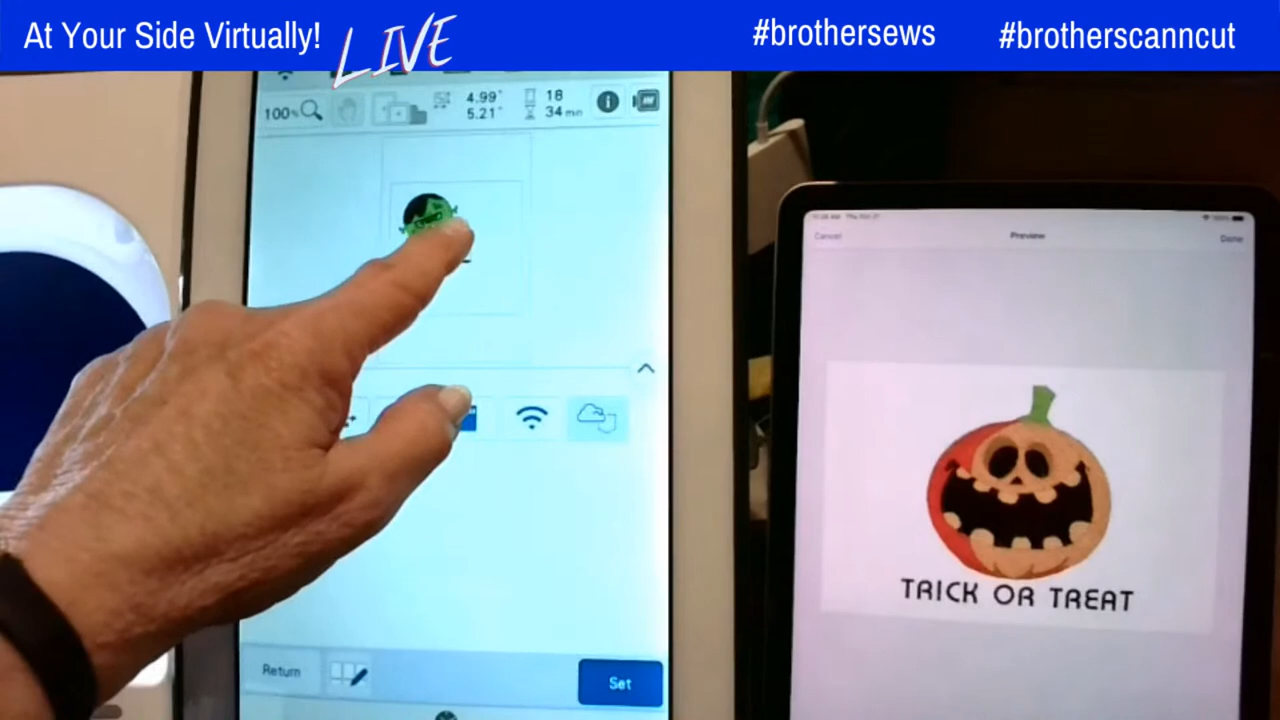 At Your Side Virtually!
LIVE
#brothersews
#brotherscanncut
100%
4.99"
5.21"
18
34 min
Return
Set
Cancel
Preview
Done
TRICK OR TREAT